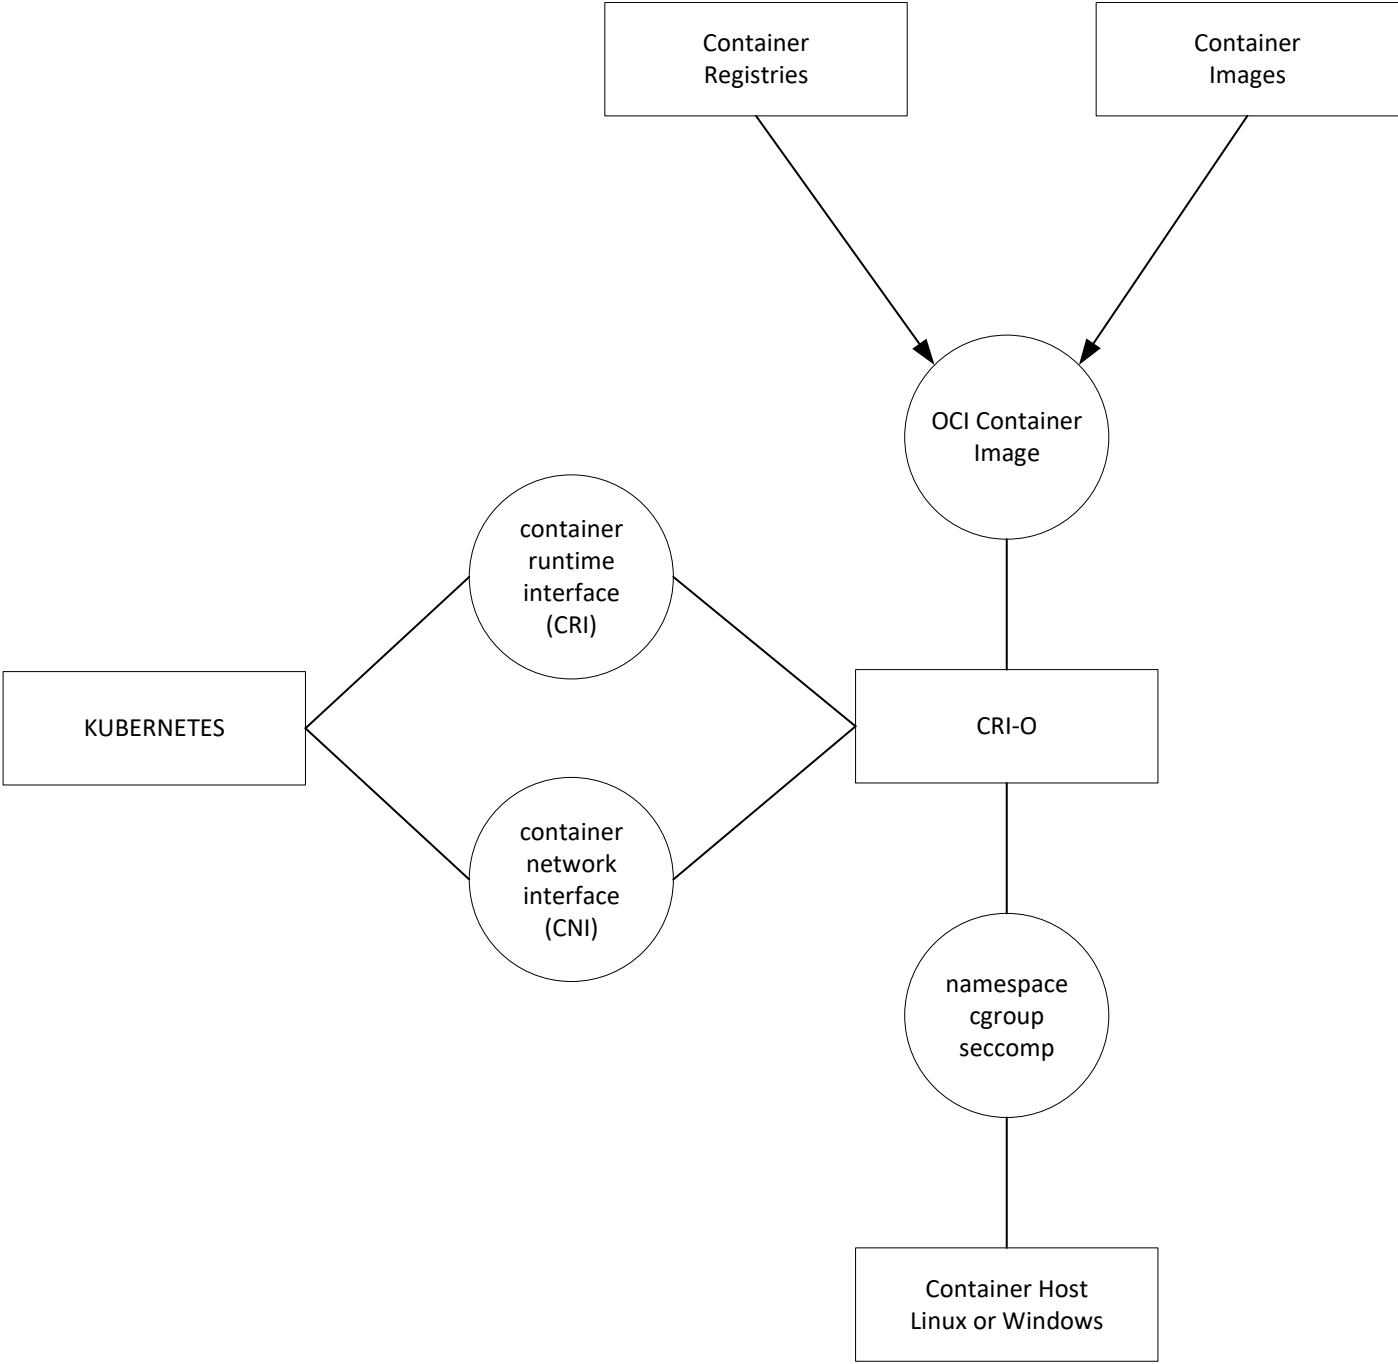 Container
Registries
Container
Images
OCI Container
Image
container
runtime
interface
(CRI)
KUBERNETES
CRI-O
container
network
interface
(CNI)
namespace
cgroup
seccomp
Container Host
Linux or Windows